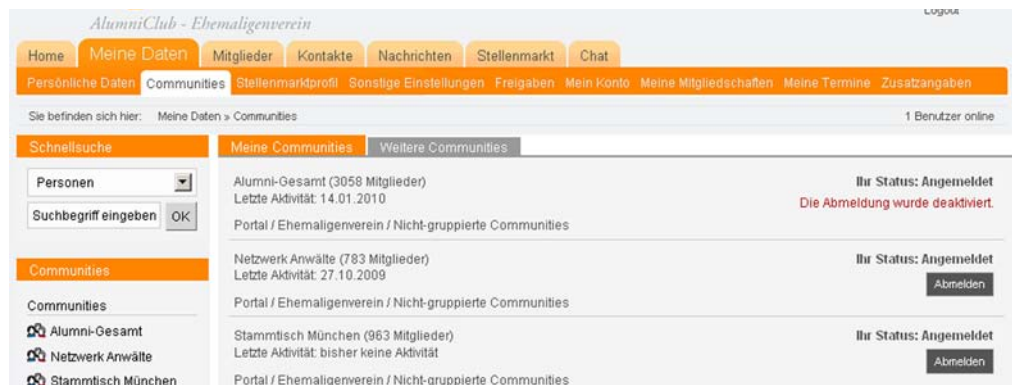 Logout
AlumniClub - Ehemaligenverein
Home Meine Daten Mitglieder Kontakte Nachrichten Stellenmarkt Chat
Persönliche Daten Communities Stellenmarktprofil Sonstige Einstellungen Freigaben Mein Konto Meine Mitgliedschaften Meine Termine Zusatzangaben
Sie befinden sich hier: Meine Daten » Communities 1 Benutzer online
Schnellsuche
Personen
Suchbegriff eingeben OK
Communities
Communities
Alumni-Gesamt
Netzwerk Anwälte
Stammtisch München
Meine Communities Weitere Communities
Alumni-Gesamt (3058 Mitglieder) Ihr Status: Angemeldet
Letzte Aktivität: 14.01.2010 Die Abmeldung wurde deaktiviert.
Portal / Ehemaligenverein / Nicht-gruppierte Communities
Netzwerk Anwälte (783 Mitglieder) Ihr Status: Angemeldet
Letzte Aktivität: 27.10.2009 Abmelden
Portal / Ehemaligenverein / Nicht-gruppierte Communities
Stammtisch München (963 Mitglieder) Ihr Status: Angemeldet
Letzte Aktivität: bisher keine Aktivität Abmelden
Portal / Ehemaligenverein / Nicht-gruppierte Communities